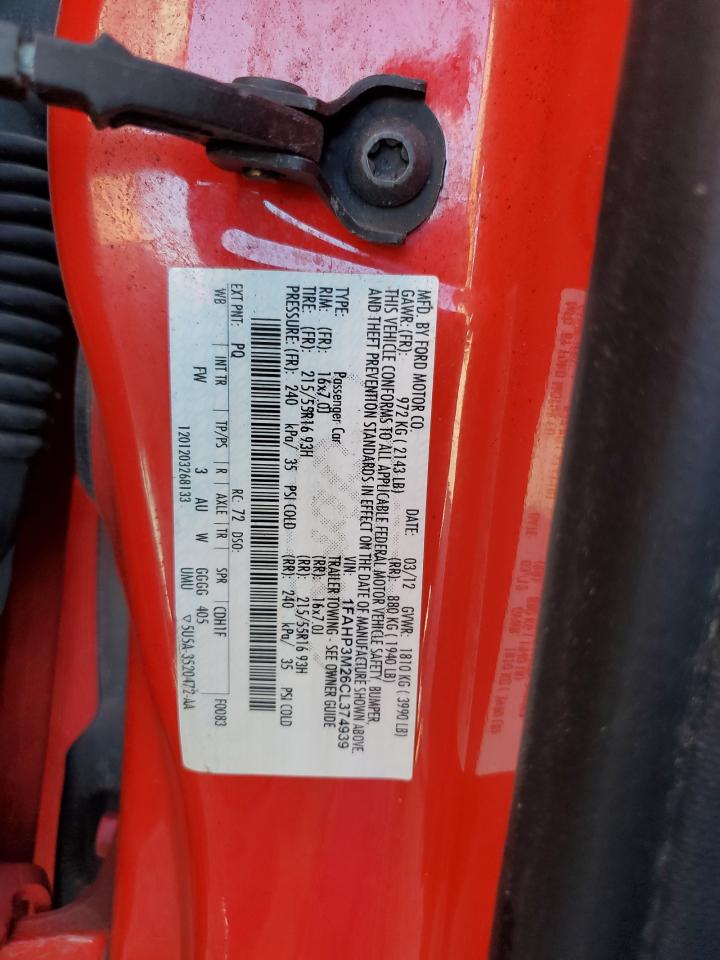 MFD. BY FORD MOTOR CO.
DATE: 03/12 GVWR: 1810 KG ( 3990 LB)
GAWR: (FR): 972 KG ( 2143 LB) (RR): 880 KG ( 1940 LB)
THIS VEHICLE CONFORMS TO ALL APPLICABLE FEDERAL MOTOR VEHICLE SAFETY, BUMPER,
AND THEFT PREVENTION STANDARDS IN EFFECT ON THE DATE OF MANUFACTURE SHOWN ABOVE.
VIN: 1FAHP3M26CL374939
TYPE: Passenger Car TRAILER TOWING - SEE OWNER GUIDE
RIM: (FR): 16x7.0J (RR): 16x7.0J
TIRE: (FR): 215/55R16 93H (RR): 215/55R16 93H
PRESSURE: (FR): 240 kPa/ 35 PSI COLD (RR): 240 kPa/ 35 PSI COLD
EXT PNT: PQ RC: 72 DSO: F0083
WB INT TR TP/PS R AXLE TR SPR CDH1F
FW 3 AU W GGGG 405
UMU
1201203268133 ▽5U5A-3520472-AA